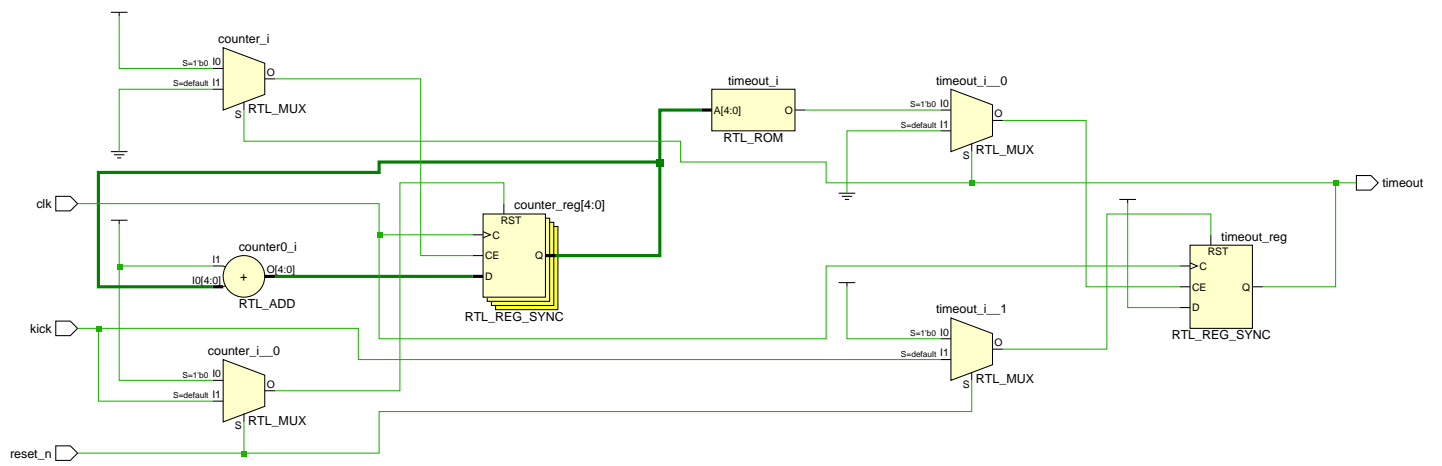 counter_i
S=1'b0 I0
S=default I1
O
S
RTL_MUX
timeout_i
A[4:0]
O
RTL_ROM
timeout_i__0
S=1'b0 I0
S=default I1
O
S
RTL_MUX
timeout
clk
counter_reg[4:0]
RST
C
CE
D
Q
RTL_REG_SYNC
counter0_i
I1
I0[4:0]
+
O[4:0]
RTL_ADD
timeout_reg
RST
C
CE
D
Q
RTL_REG_SYNC
kick
timeout_i__1
S=1'b0 I0
S=default I1
O
S
RTL_MUX
counter_i__0
S=1'b0 I0
S=default I1
O
S
RTL_MUX
reset_n